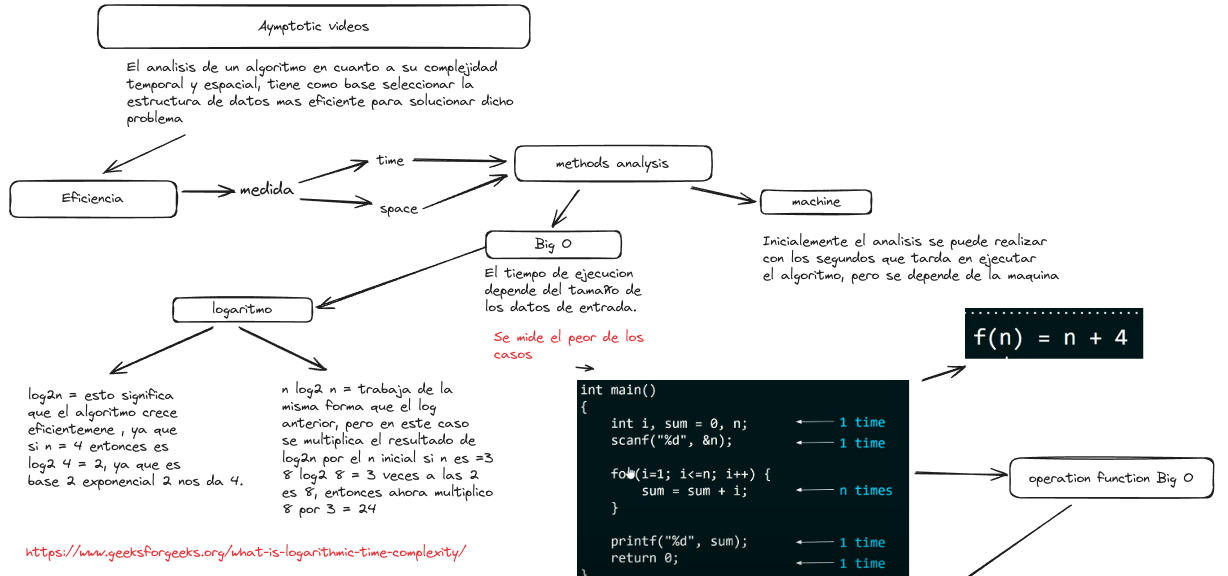 Aymptotic videos
El analisis de un algoritmo en cuanto a su complejidad
temporal y espacial, tiene como base seleccionar la
estructura de datos mas eficiente para solucionar dicho
problema
Eficiencia
medida
time
space
methods analysis
machine
Inicialemente el analisis se puede realizar
con los segundos que tarda en ejecutar
el algoritmo, pero se depende de la maquina
Big O
El tiempo de ejecucion
depende del tamaño de
los datos de entrada.
Se mide el peor de los
casos
logaritmo
log2n = esto significa
que el algoritmo crece
eficientemene , ya que
si n = 4 entonces es
log2 4 = 2, ya que es
base 2 exponencial 2 nos da 4.
n log2 n = trabaja de la
misma forma que el log
anterior, pero en este caso
se multiplica el resultado de
log2n por el n inicial si n es =3
8 log2 8 = 3 veces a las 2
es 8, entonces ahora multiplico
8 por 3 = 24
https://www.geeksforgeeks.org/what-is-logarithmic-time-complexity/
int main()
{
int i, sum = 0, n; 1 time
scanf("%d", &n); 1 time
for(i=1; i<=n; i++) {
sum = sum + i; n times
}
printf("%d", sum); 1 time
return 0; 1 time
}
f(n) = n + 4
operation function Big O